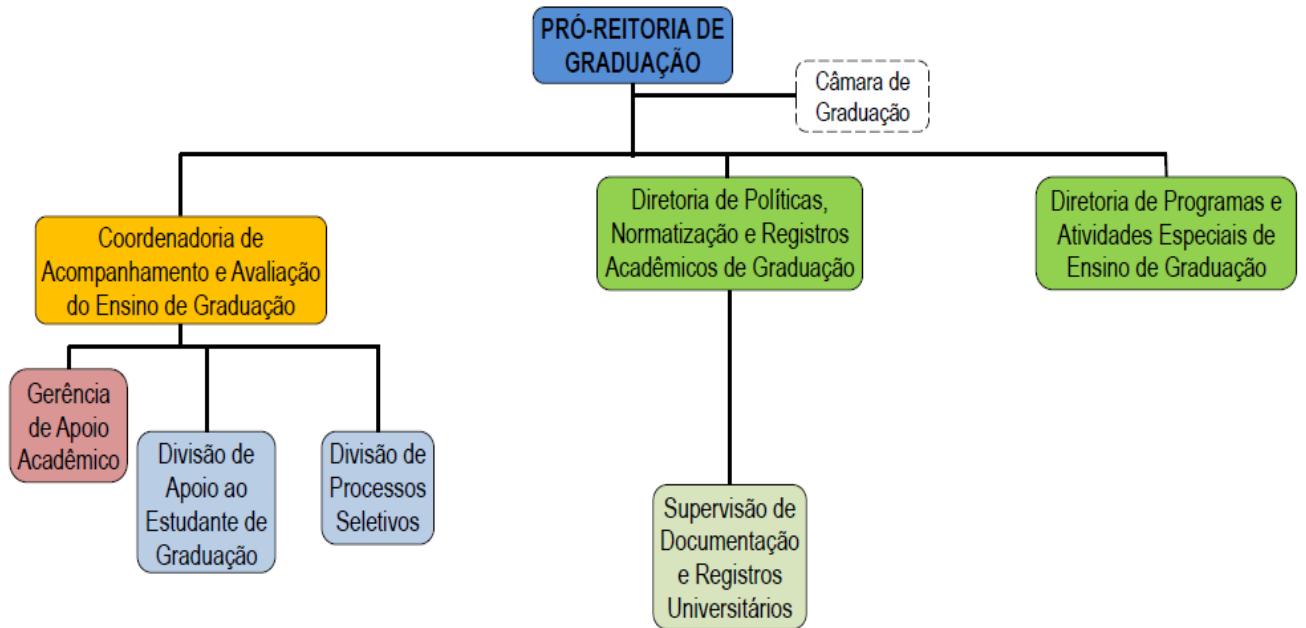 PRÓ-REITORIA DE
GRADUAÇÃO
Câmara de
Graduação
Coordenadoria de
Acompanhamento e Avaliação
do Ensino de Graduação
Diretoria de Políticas,
Normatização e Registros
Acadêmicos de Graduação
Diretoria de Programas e
Atividades Especiais de
Ensino de Graduação
Gerência
de Apoio
Acadêmico
Divisão de
Apoio ao
Estudante de
Graduação
Divisão de
Processos
Seletivos
Supervisão de
Documentação
e Registros
Universitários